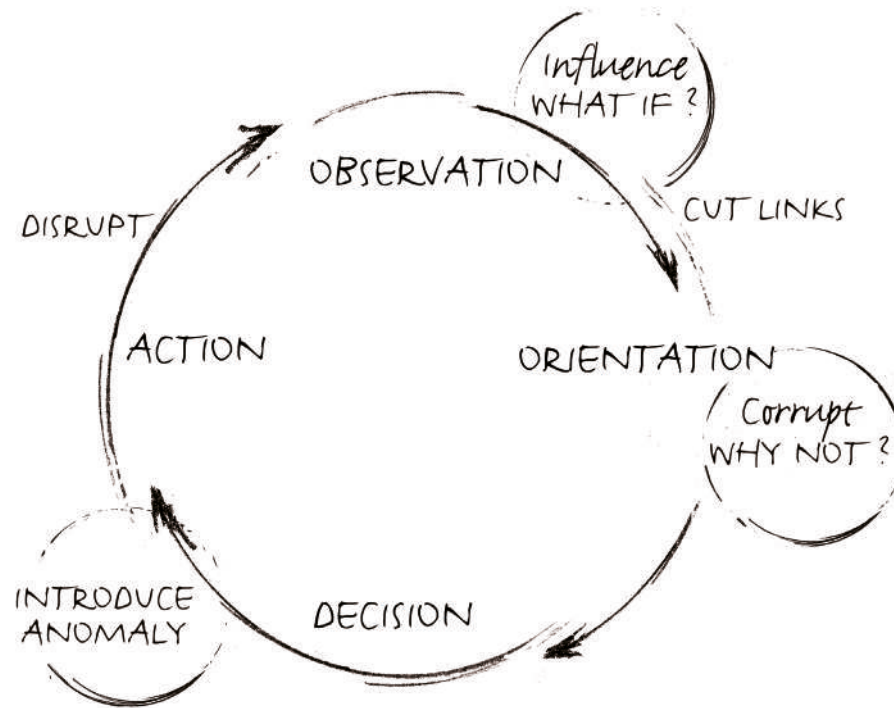 Influence
WHAT IF?
OBSERVATION
CUT LINKS
DISRUPT
ACTION
ORIENTATION
Corrupt
WHY NOT?
DECISION
INTRODUCE
ANOMALY